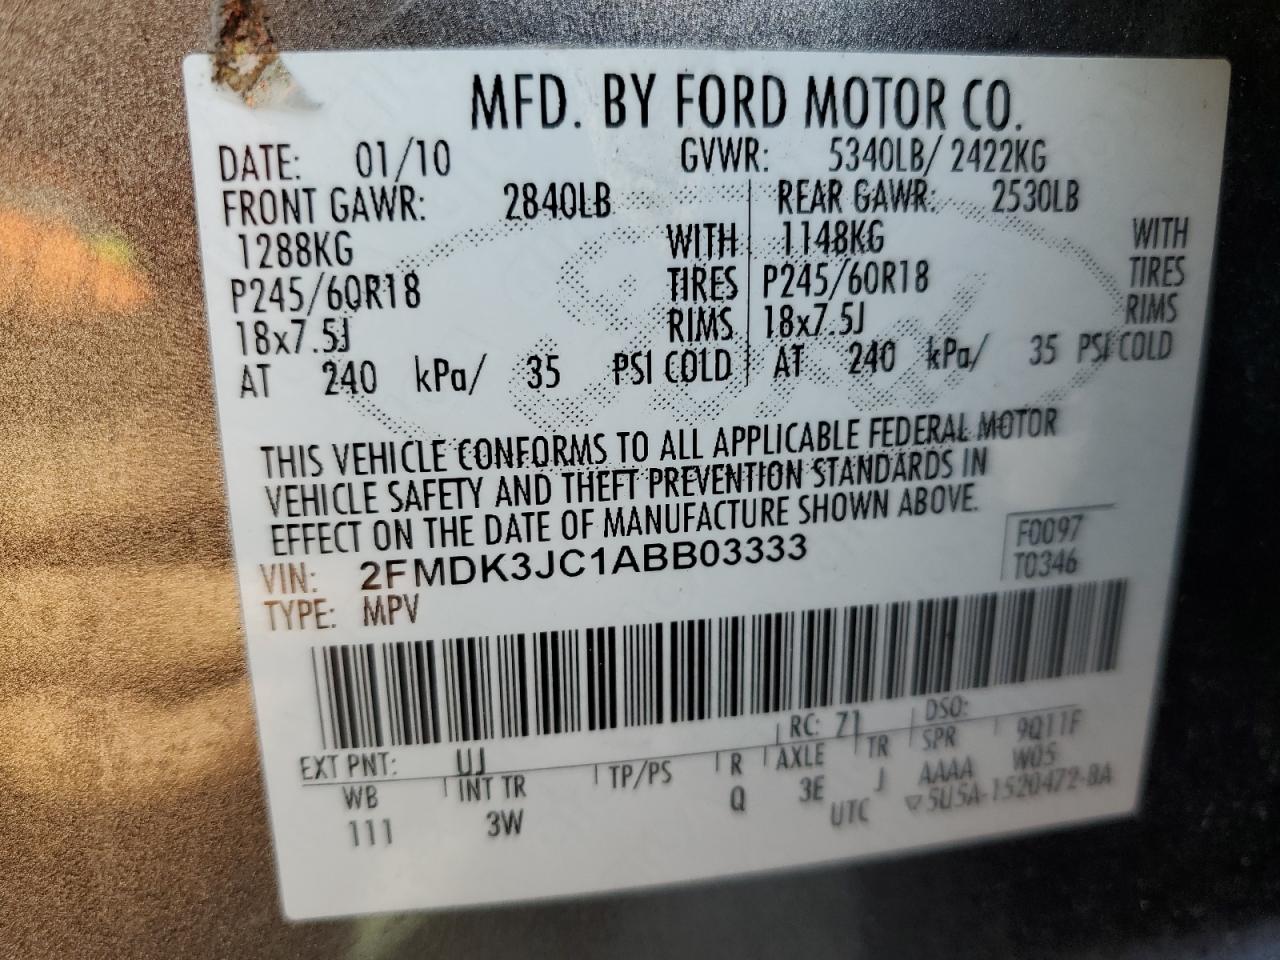 MFD. BY FORD MOTOR CO.
DATE: 01/10 GVWR: 5340LB/ 2422KG
FRONT GAWR: 2840LB REAR GAWR: 2530LB
1288KG WITH 1148KG WITH
P245/60R18 TIRES P245/60R18 TIRES
18x7.5J RIMS 18x7.5J RIMS
AT 240 kPa/ 35 PSI COLD AT 240 kPa/ 35 PSI COLD
THIS VEHICLE CONFORMS TO ALL APPLICABLE FEDERAL MOTOR
VEHICLE SAFETY AND THEFT PREVENTION STANDARDS IN
EFFECT ON THE DATE OF MANUFACTURE SHOWN ABOVE.
F0097
VIN: 2FMDK3JC1ABB03333
T0346
TYPE: MPV
EXT PNT: UJ RC: 71 DSO:
WB INT TR TP/PS R AXLE TR SPR 9Q11F
111 3W Q 3E J AAAA W05
UTC ▽5U5A-1520472-BA